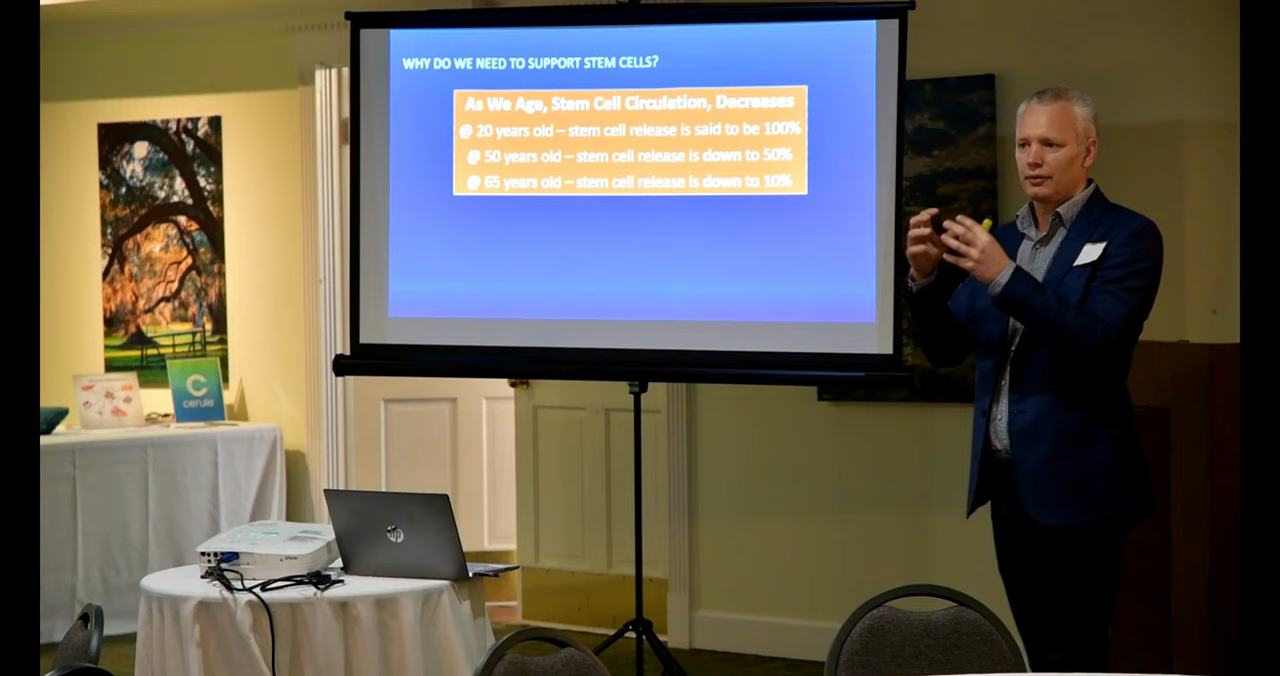 WHY DO WE NEED TO SUPPORT STEM CELLS?
As We Age, Stem Cell Circulation, Decreases
@ 20 years old – stem cell release is said to be 100%
@ 50 years old – stem cell release is down to 50%
@ 65 years old – stem cell release is down to 10%
C
cerule
hp
EPSON